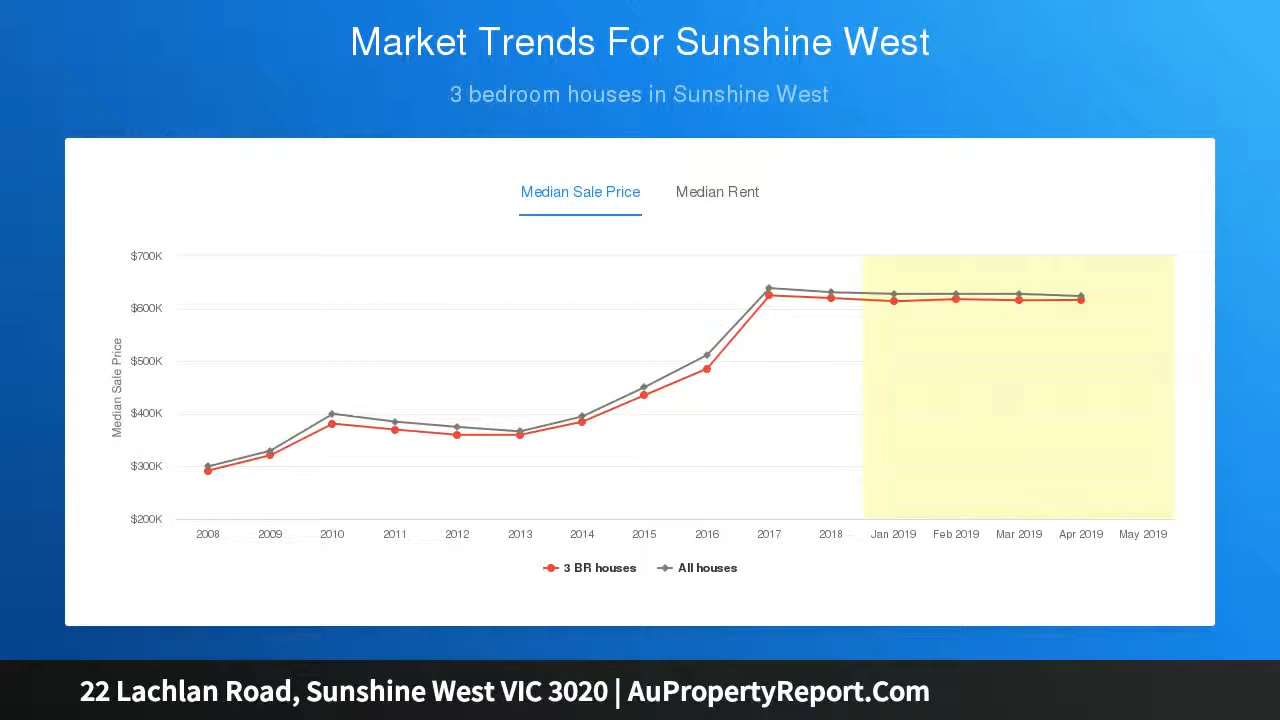 Market Trends For Sunshine West
3 bedroom houses in Sunshine West
Median Sale Price Median Rent
Median Sale Price
$700K
$600K
$500K
$400K
$300K
$200K
2008 2009 2010 2011 2012 2013 2014 2015 2016 2017 2018 Jan 2019 Feb 2019 Mar 2019 Apr 2019 May 2019
3 BR houses All houses
22 Lachlan Road, Sunshine West VIC 3020 | AuPropertyReport.Com